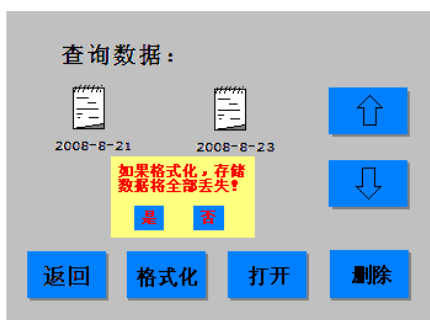 查询数据：
2008-8-21
2008-8-23
如果格式化，存储
数据将全部丢失！
是 否
返回 格式化 打开 删除